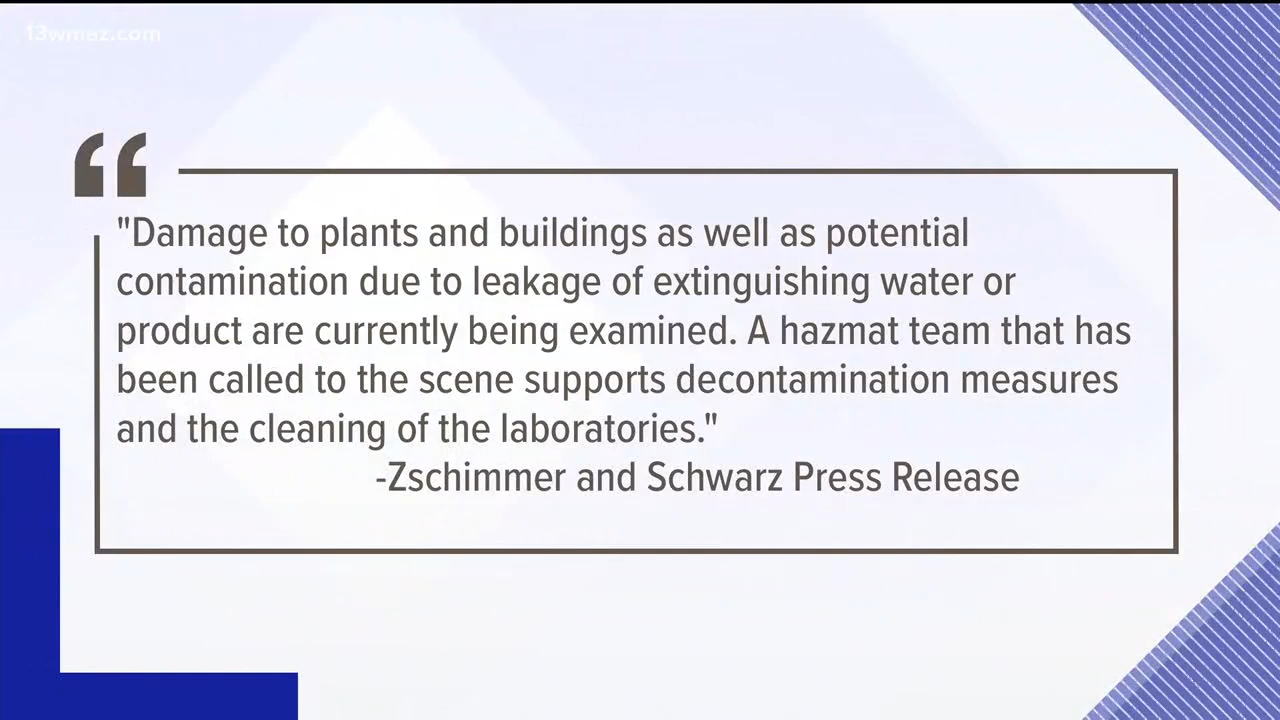 13wmaz.com
"Damage to plants and buildings as well as potential
contamination due to leakage of extinguishing water or
product are currently being examined. A hazmat team that has
been called to the scene supports decontamination measures
and the cleaning of the laboratories."
-Zschimmer and Schwarz Press Release